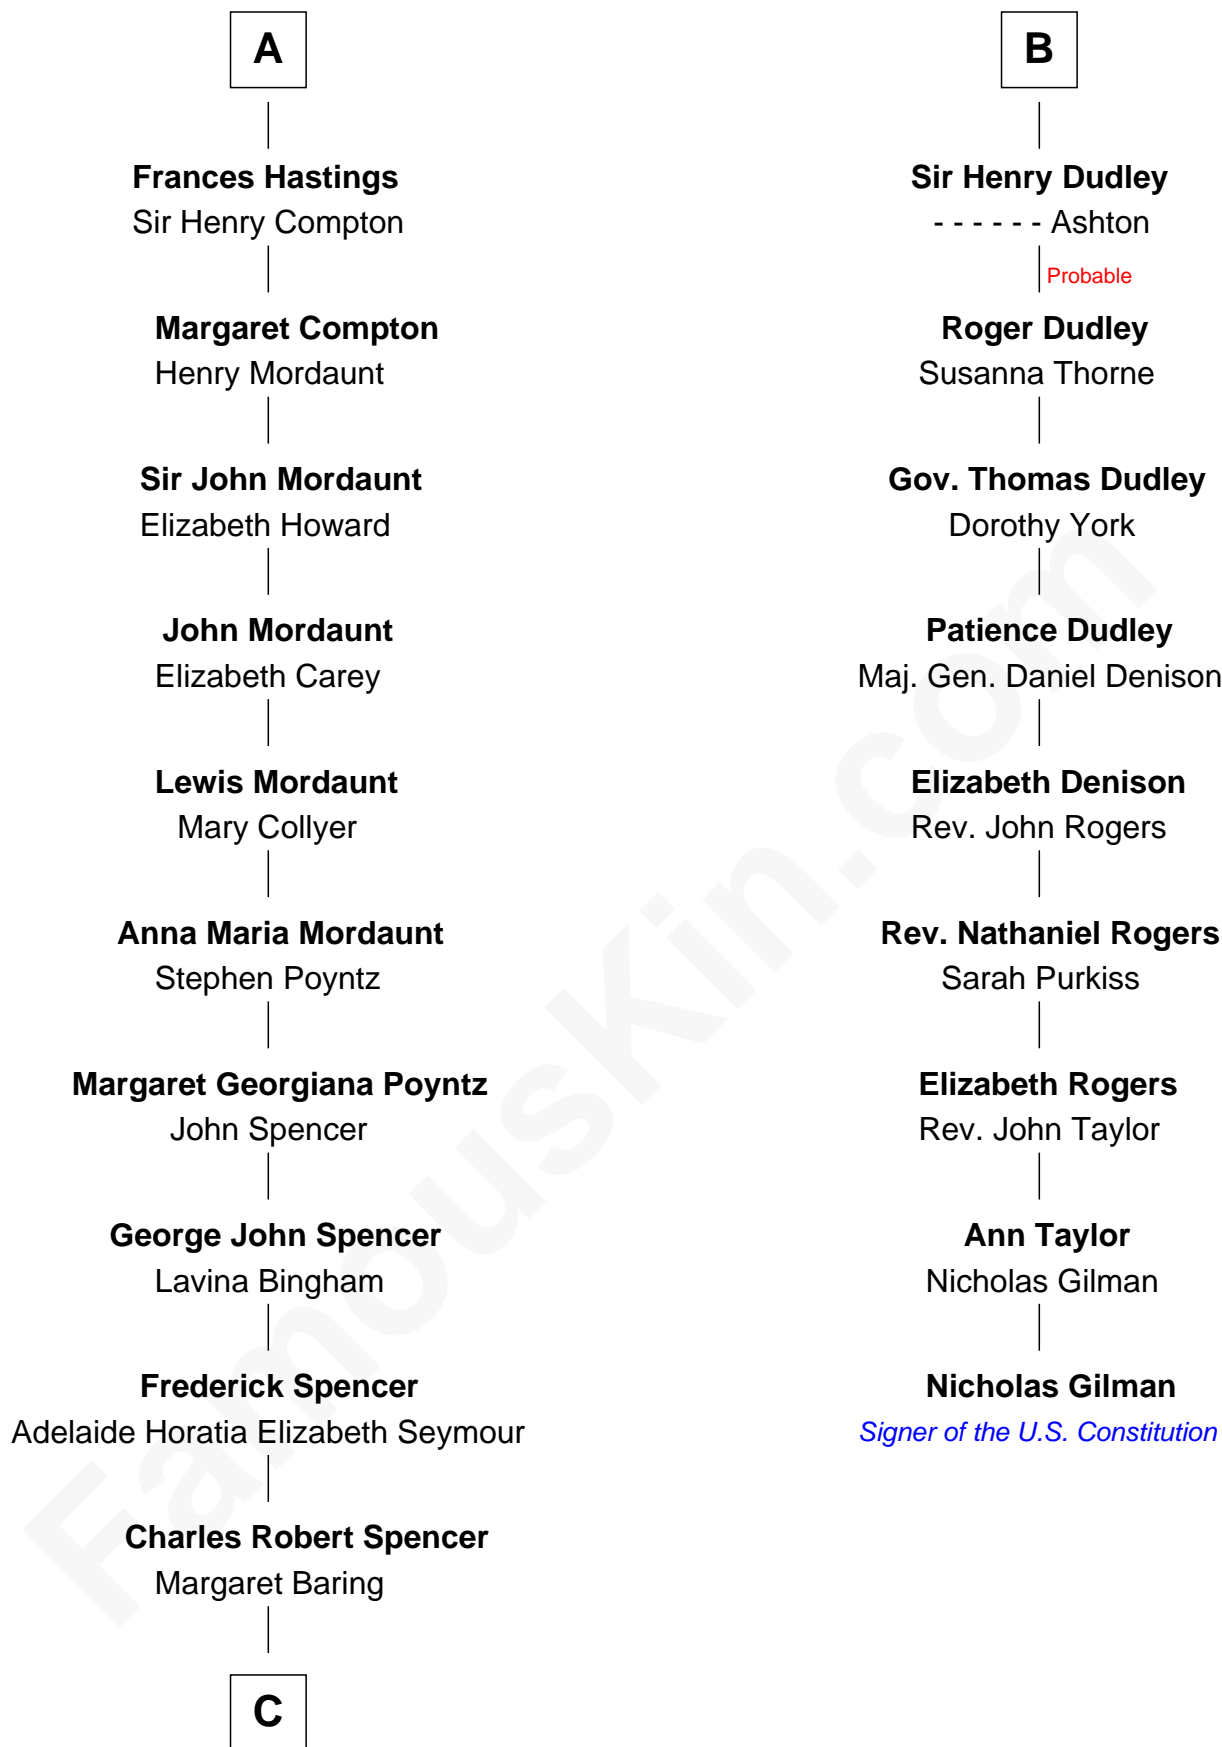 A
Frances Hastings
Sir Henry Compton
Margaret Compton
Henry Mordaunt
Sir John Mordaunt
Elizabeth Howard
John Mordaunt
Elizabeth Carey
Lewis Mordaunt
Mary Collyer
Anna Maria Mordaunt
Stephen Poyntz
Margaret Georgiana Poyntz
John Spencer
George John Spencer
Lavina Bingham
Frederick Spencer
Adelaide Horatia Elizabeth Seymour
Charles Robert Spencer
Margaret Baring
C
B
Sir Henry Dudley
- - - - - - Ashton
Probable
Roger Dudley
Susanna Thorne
Gov. Thomas Dudley
Dorothy York
Patience Dudley
Maj. Gen. Daniel Denison
Elizabeth Denison
Rev. John Rogers
Rev. Nathaniel Rogers
Sarah Purkiss
Elizabeth Rogers
Rev. John Taylor
Ann Taylor
Nicholas Gilman
Nicholas Gilman
Signer of the U.S. Constitution
FamousKin.com